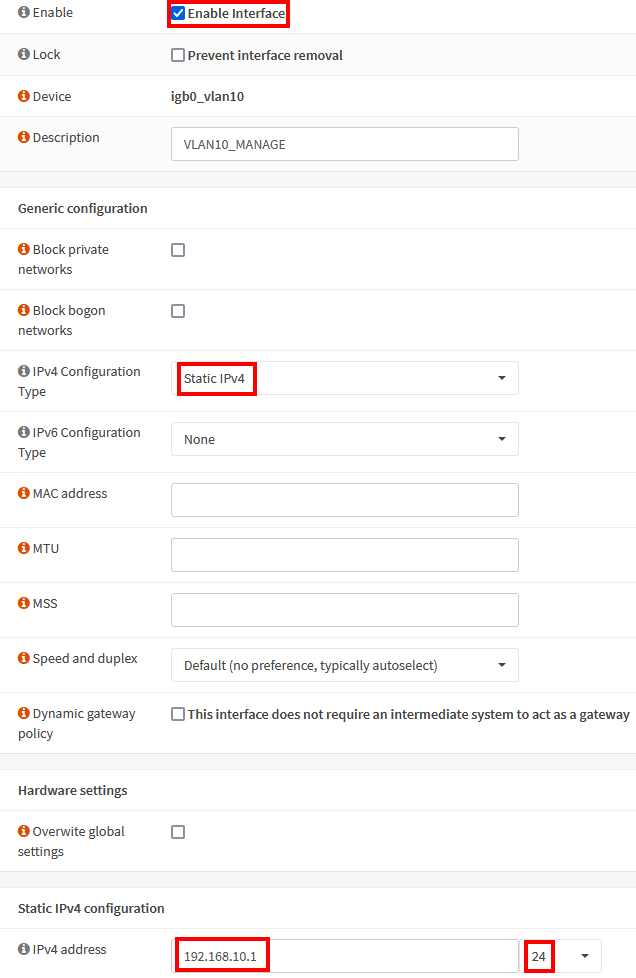 Enable
Enable Interface
Lock
Prevent interface removal
Device
igb0_vlan10
Description
VLAN10_MANAGE
Generic configuration
Block private
networks
Block bogon
networks
IPv4 Configuration
Type
Static IPv4
IPv6 Configuration
Type
None
MAC address
MTU
MSS
Speed and duplex
Default (no preference, typically autoselect)
Dynamic gateway
policy
This interface does not require an intermediate system to act as a gateway
Hardware settings
Overwite global
settings
Static IPv4 configuration
IPv4 address
192.168.10.1
24